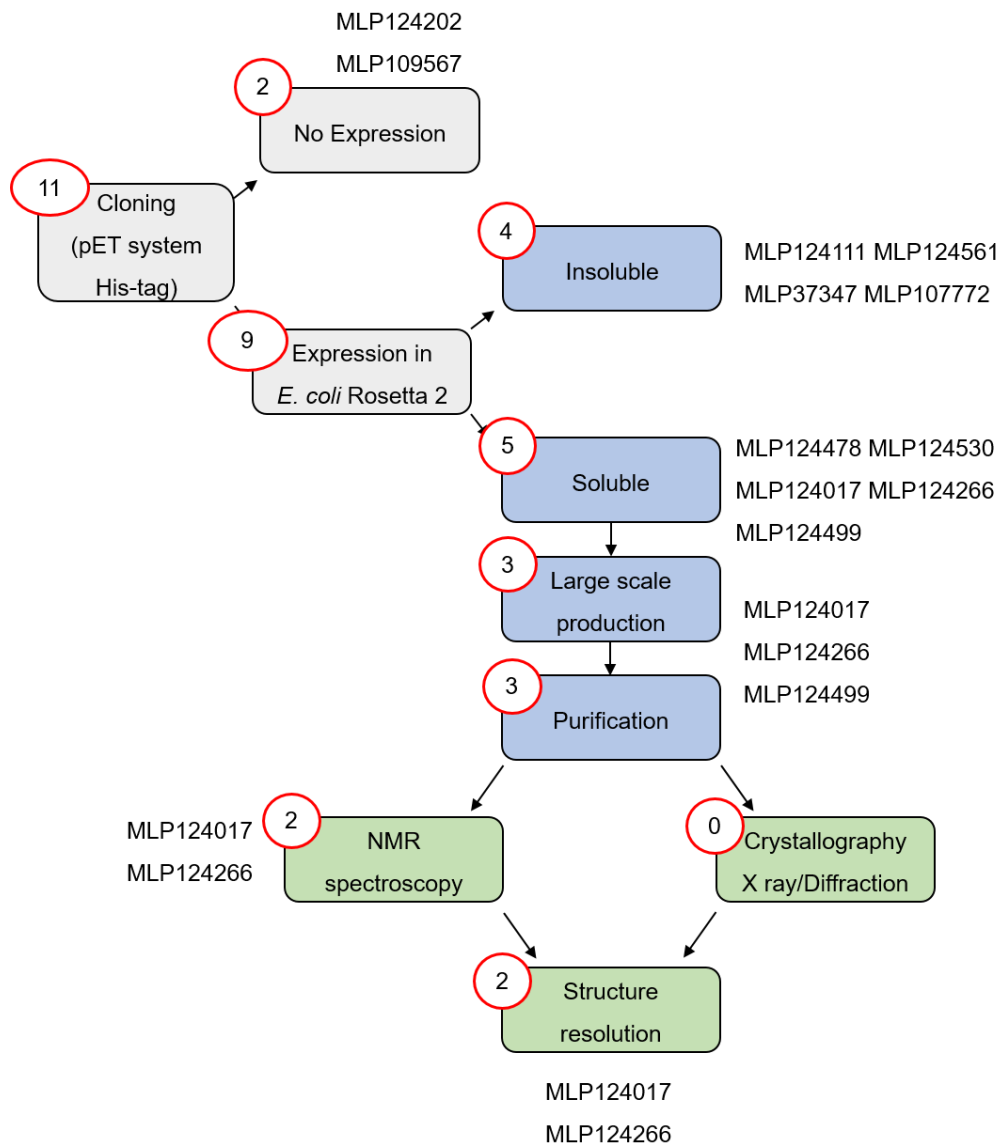 MLP124202
MLP109567
2
No Expression
11
Cloning
(pET system
His-tag)
4
Insoluble
MLP124111 MLP124561
MLP37347 MLP107772
9
Expression in
E. coli Rosetta 2
5
Soluble
MLP124478 MLP124530
MLP124017 MLP124266
MLP124499
3
Large scale
production
MLP124017
MLP124266
MLP124499
3
Purification
MLP124017
MLP124266
2
NMR
spectroscopy
0
Crystallography
X ray/Diffraction
2
Structure
resolution
MLP124017
MLP124266